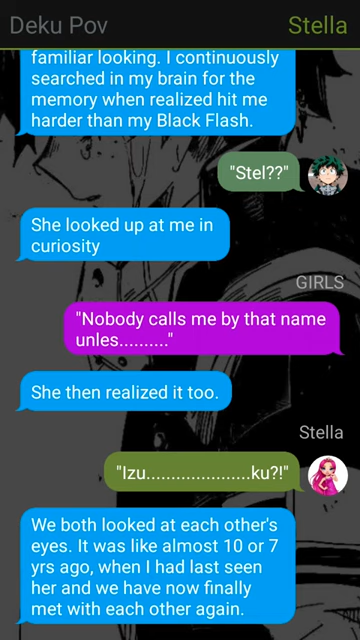 Deku Pov
Stella
familiar looking. I continuously
searched in my brain for the
memory when realized hit me
harder than my Black Flash.
"Stel??"
She looked up at me in
curiosity
GIRLS
"Nobody calls me by that name
unles.........."
She then realized it too.
Stella
"Izu.....................ku?!"
We both looked at each other's
eyes. It was like almost 10 or 7
yrs ago, when I had last seen
her and we have now finally
met with each other again.